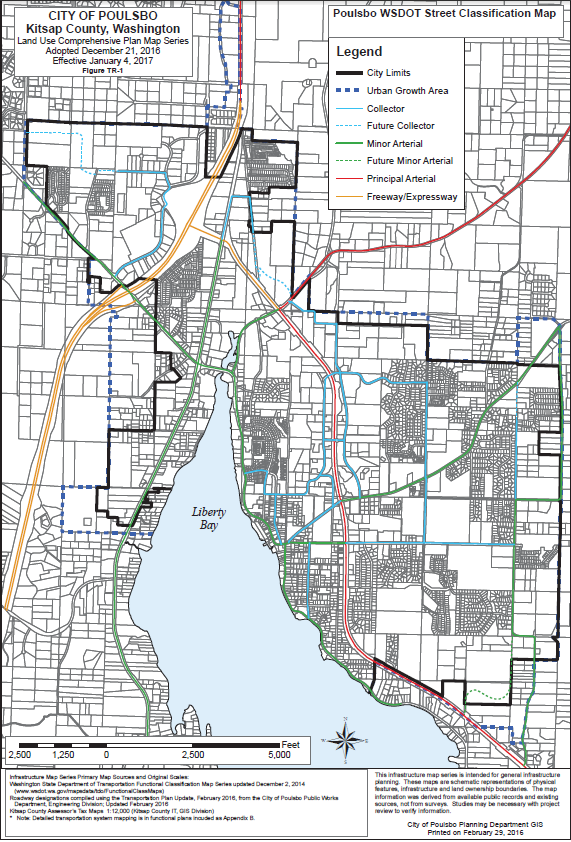 CITY OF POULSBO
Kitsap County, Washington
Land Use Comprehensive Plan Map Series
Adopted December 21, 2016
Effective January 4, 2017
Figure TR-1
Poulsbo WSDOT Street Classification Map
Legend
City Limits
Urban Growth Area
Collector
Future Collector
Minor Arterial
Future Minor Arterial
Principal Arterial
Freeway/Expressway
Liberty
Bay
N
W E
S
Feet
2,500 1,250 0 2,500 5,000
Infrastructure Map Series Primary Map Sources and Original Scales:
Washington State Department of Transportation Functional Classification Map Series updated December 2, 2014
(www.wsdot.ws.gov/mapsdata/tdo/FunctionalClassMaps)
Roadway designations compiled using the Transportation Plan Update, February 2016, from the City of Poulsbo Public Works
Department, Engineering Division; Updated February 2016
Kitsap County Assessor's Tax Maps 1:12,000 (Kitsap County IT, GIS Division)
* Note: Detailed transportation system mapping is in functional plans incuded as Appendix B.
This infrastructure map series is intended for general infrastructure
planning. These maps are schematic representations of physical
features, infrastructure and land ownership boundaries. The map
information was derived from available public records and existing
sources, not from surveys. Studies may be necessary with project
review to verify information.
City of Poulsbo Planning Department GIS
Printed on February 29, 2016